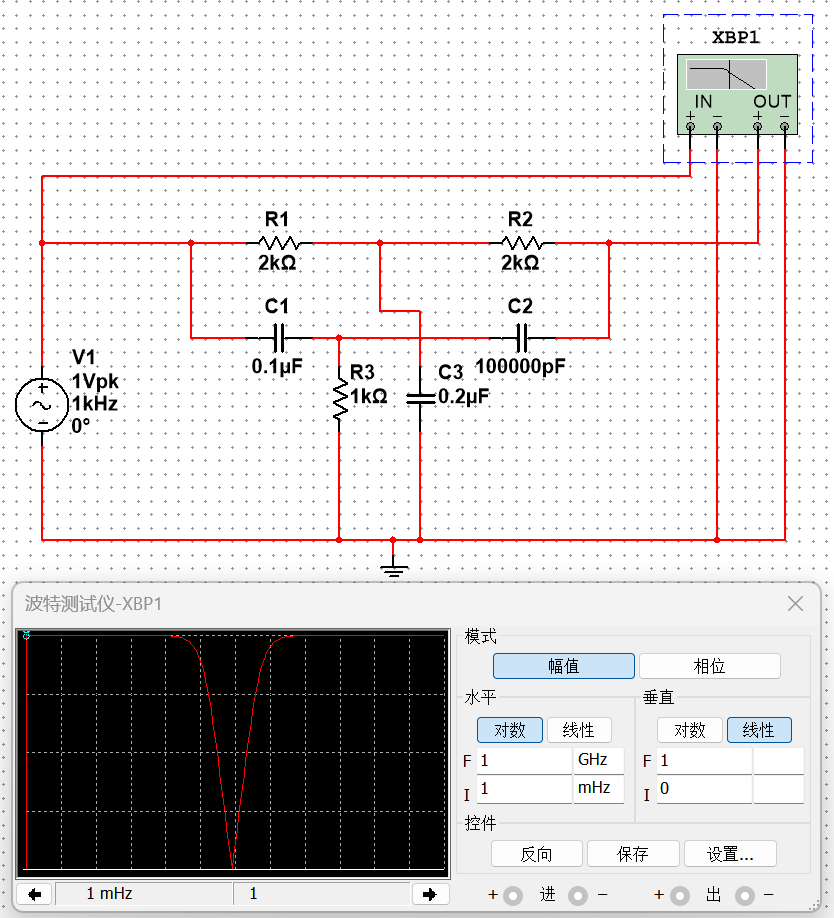 XBP1
IN OUT
+ − + −
R1
2kΩ
R2
2kΩ
C1
0.1µF
C2
100000pF
V1
1Vpk
1kHz
0°
R3
1kΩ
C3
0.2µF
波特测试仪-XBP1
模式
幅值 相位
水平 垂直
对数 线性 对数 线性
F 1 GHz F 1
I 1 mHz I 0
控件
反向 保存 设置...
1 mHz 1
+ 进 − + 出 −